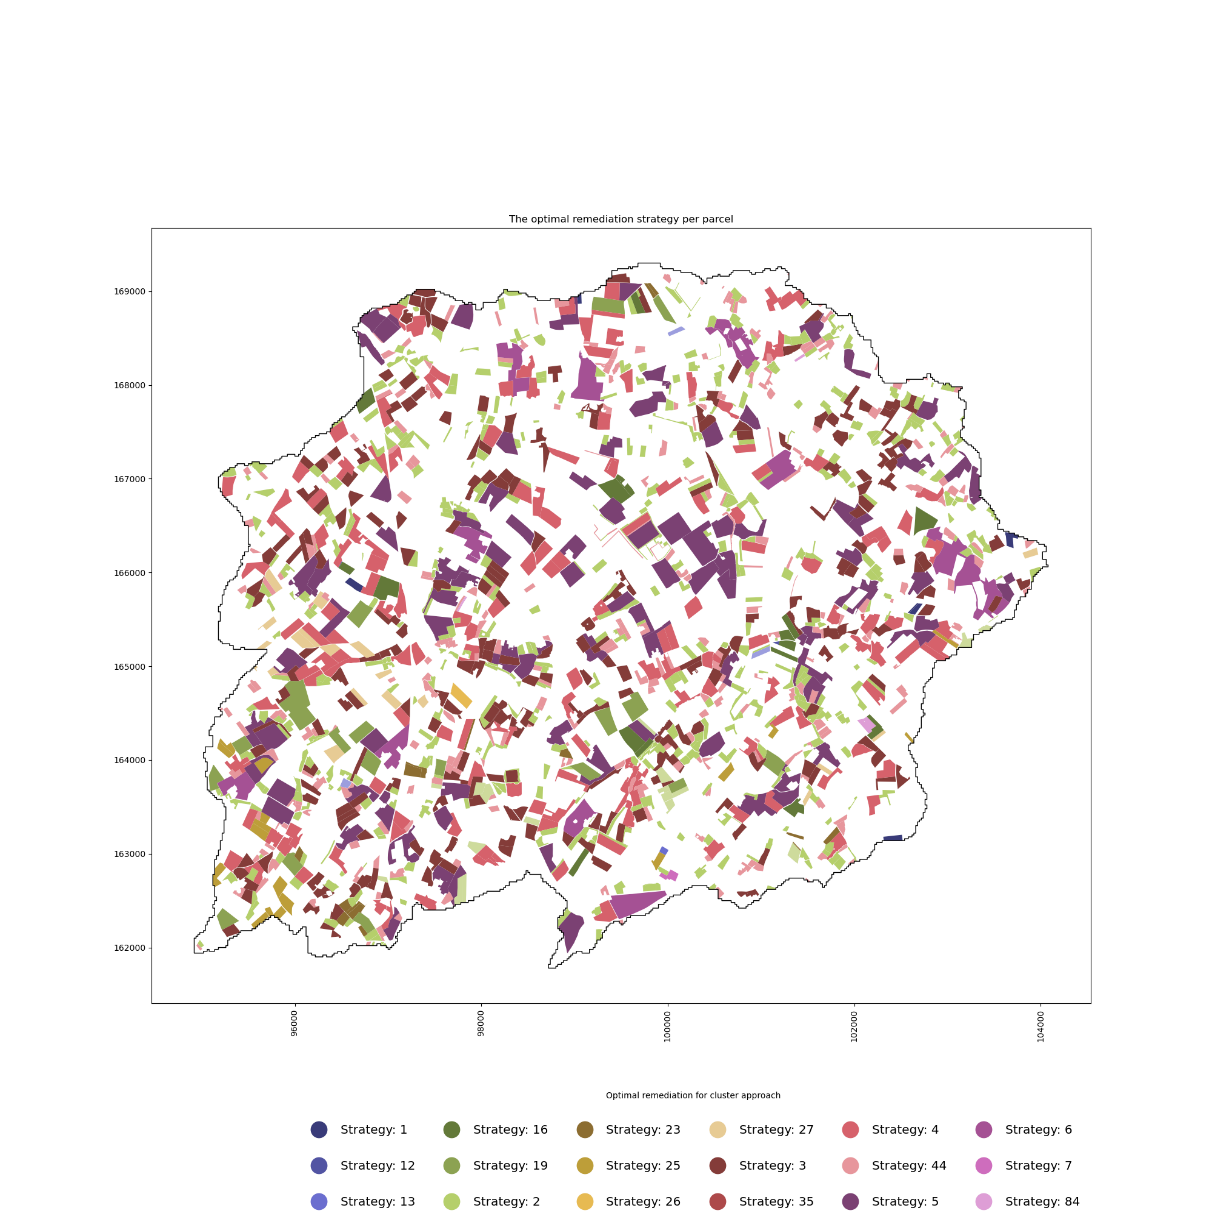 The optimal remediation strategy per parcel
169000
168000
167000
166000
165000
164000
163000
162000
96000 98000 100000 102000 104000
Optimal remediation for cluster approach
Strategy: 1 Strategy: 16 Strategy: 23 Strategy: 27 Strategy: 4 Strategy: 6
Strategy: 12 Strategy: 19 Strategy: 25 Strategy: 3 Strategy: 44 Strategy: 7
Strategy: 13 Strategy: 2 Strategy: 26 Strategy: 35 Strategy: 5 Strategy: 84